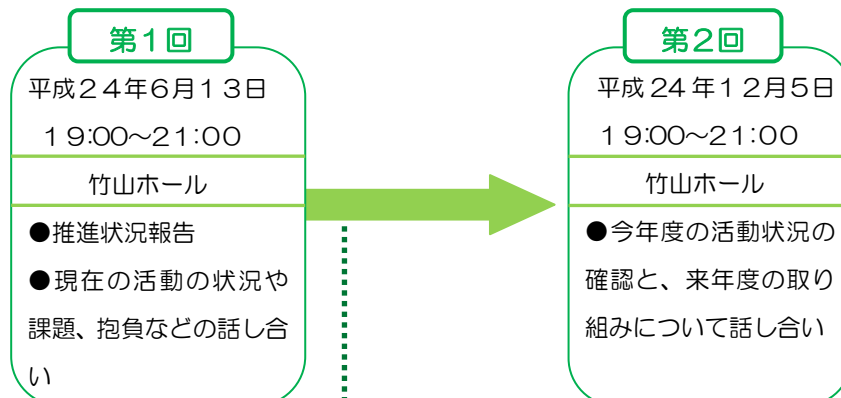 第1回
平成２４年６月１３日
１９:00～２１:００
竹山ホール
●推進状況報告
●現在の活動の状況や
課題、抱負などの話し合
い
第2回
平成 24 年１２月５日
１９:00～２１:００
竹山ホール
●今年度の活動状況の
確認と、来年度の取り
組みについて話し合い